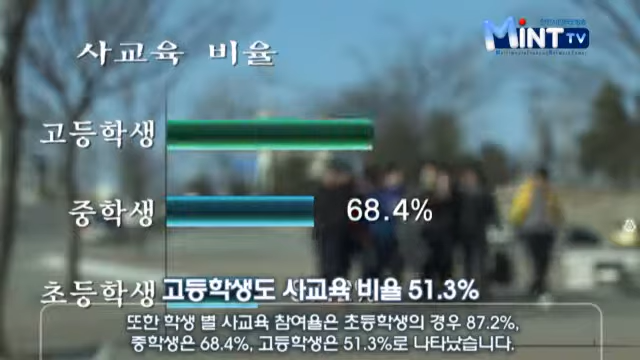 MINTTV
사교육 비율
고등학생
중학생 68.4%
초등학생
고등학생도 사교육 비율 51.3%
또한 학생 별 사교육 참여율은 초등학생의 경우 87.2%,
중학생은 68.4%, 고등학생은 51.3%로 나타났습니다.